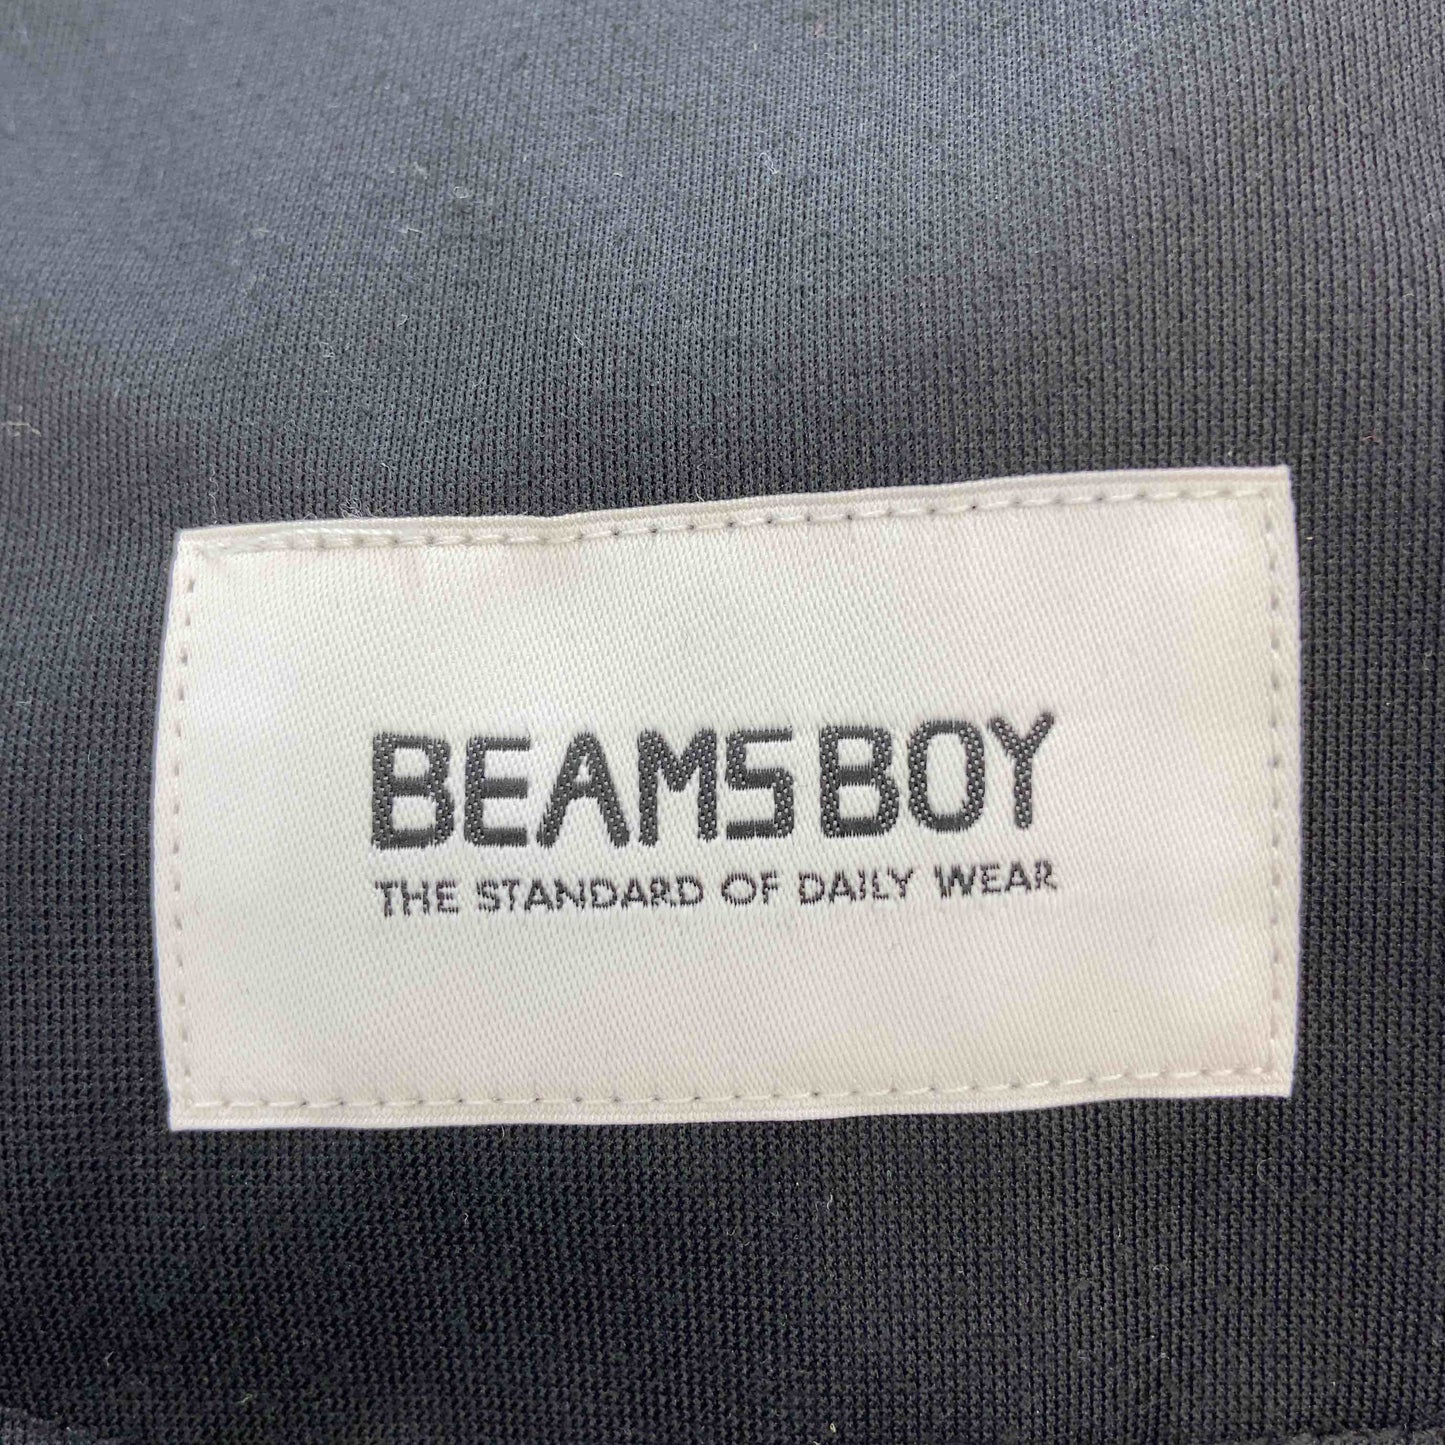 BEAMS BOY
THE STANDARD OF DAILY WEAR